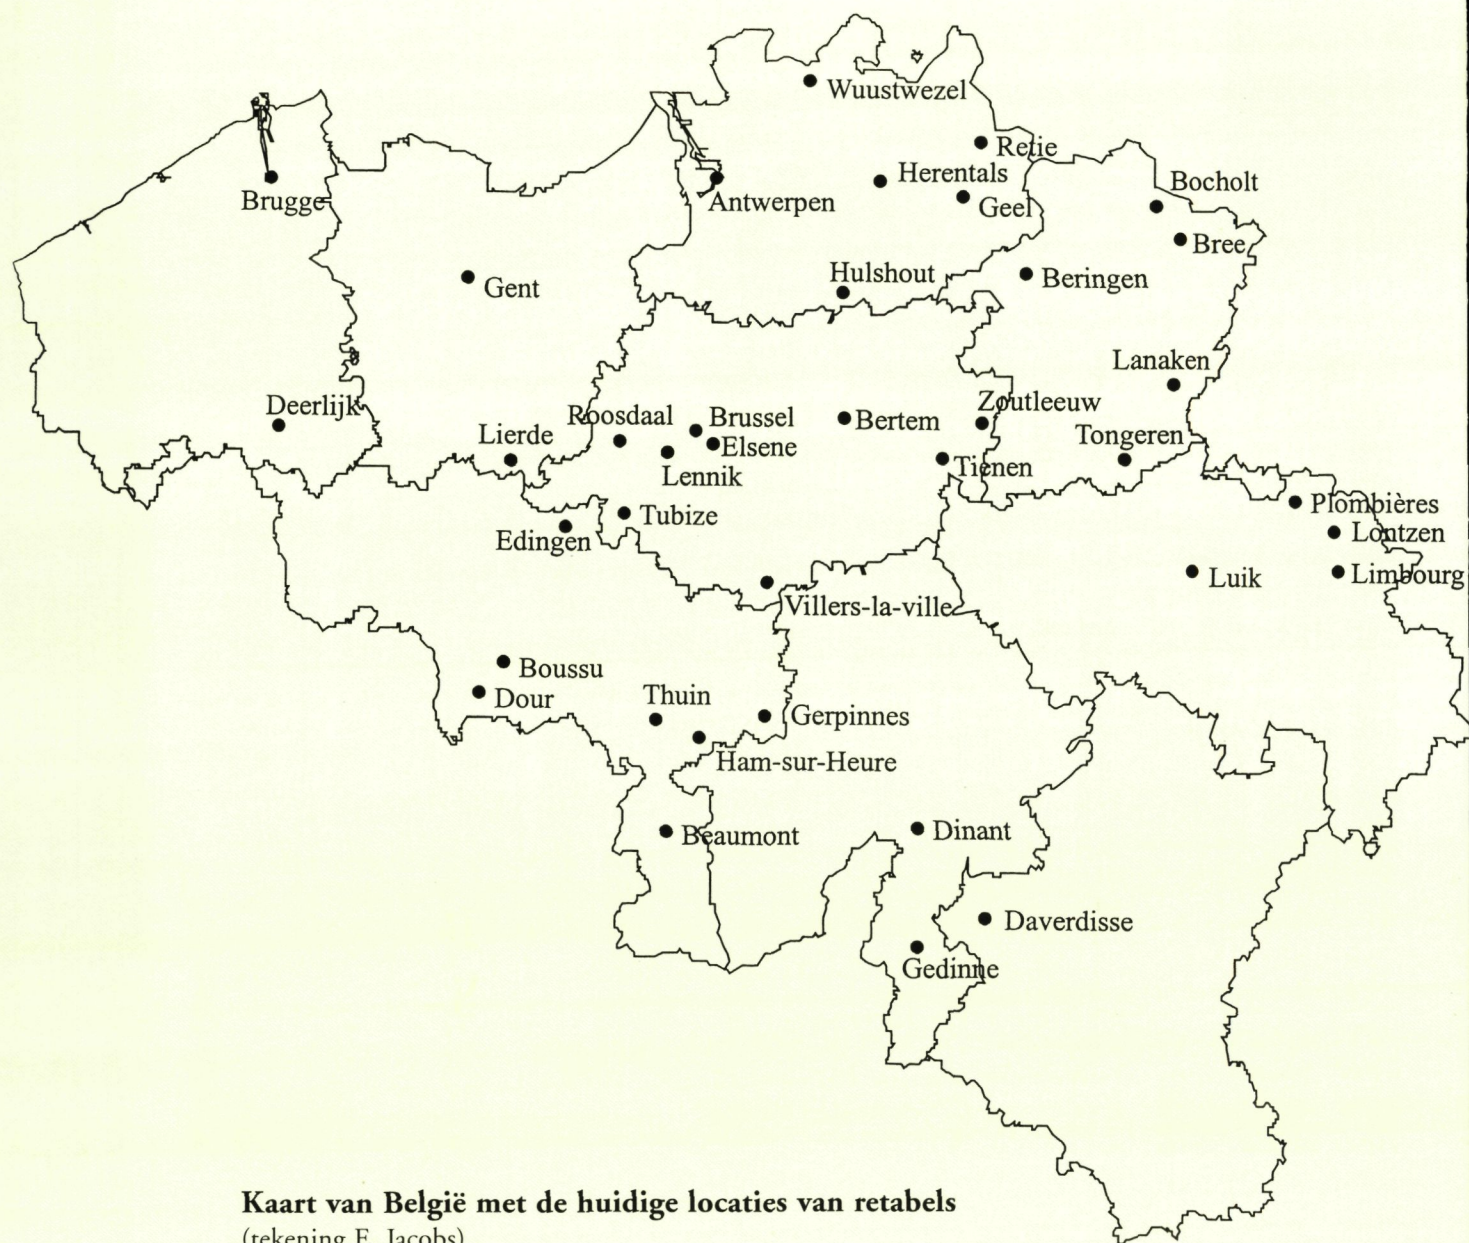 Wuustwezel
Retie
Herentals
Geel
Bocholt
Brugge
Antwerpen
Bree
Gent
Hulshout
Beringen
Lanaken
Deerlijk
Roosdaal
Brussel
Bertem
Zoutleeuw
Lierde
Elsene
Tongeren
Lennik
Tienen
Plombières
Tubize
Edingen
Lontzen
Luik
Limbourg
Villers-la-ville
Boussu
Dour
Thuin
Gerpinnes
Ham-sur-Heure
Beaumont
Dinant
Daverdisse
Gedinne
Kaart van België met de huidige locaties van retabels
(tekening F. Jacobs)